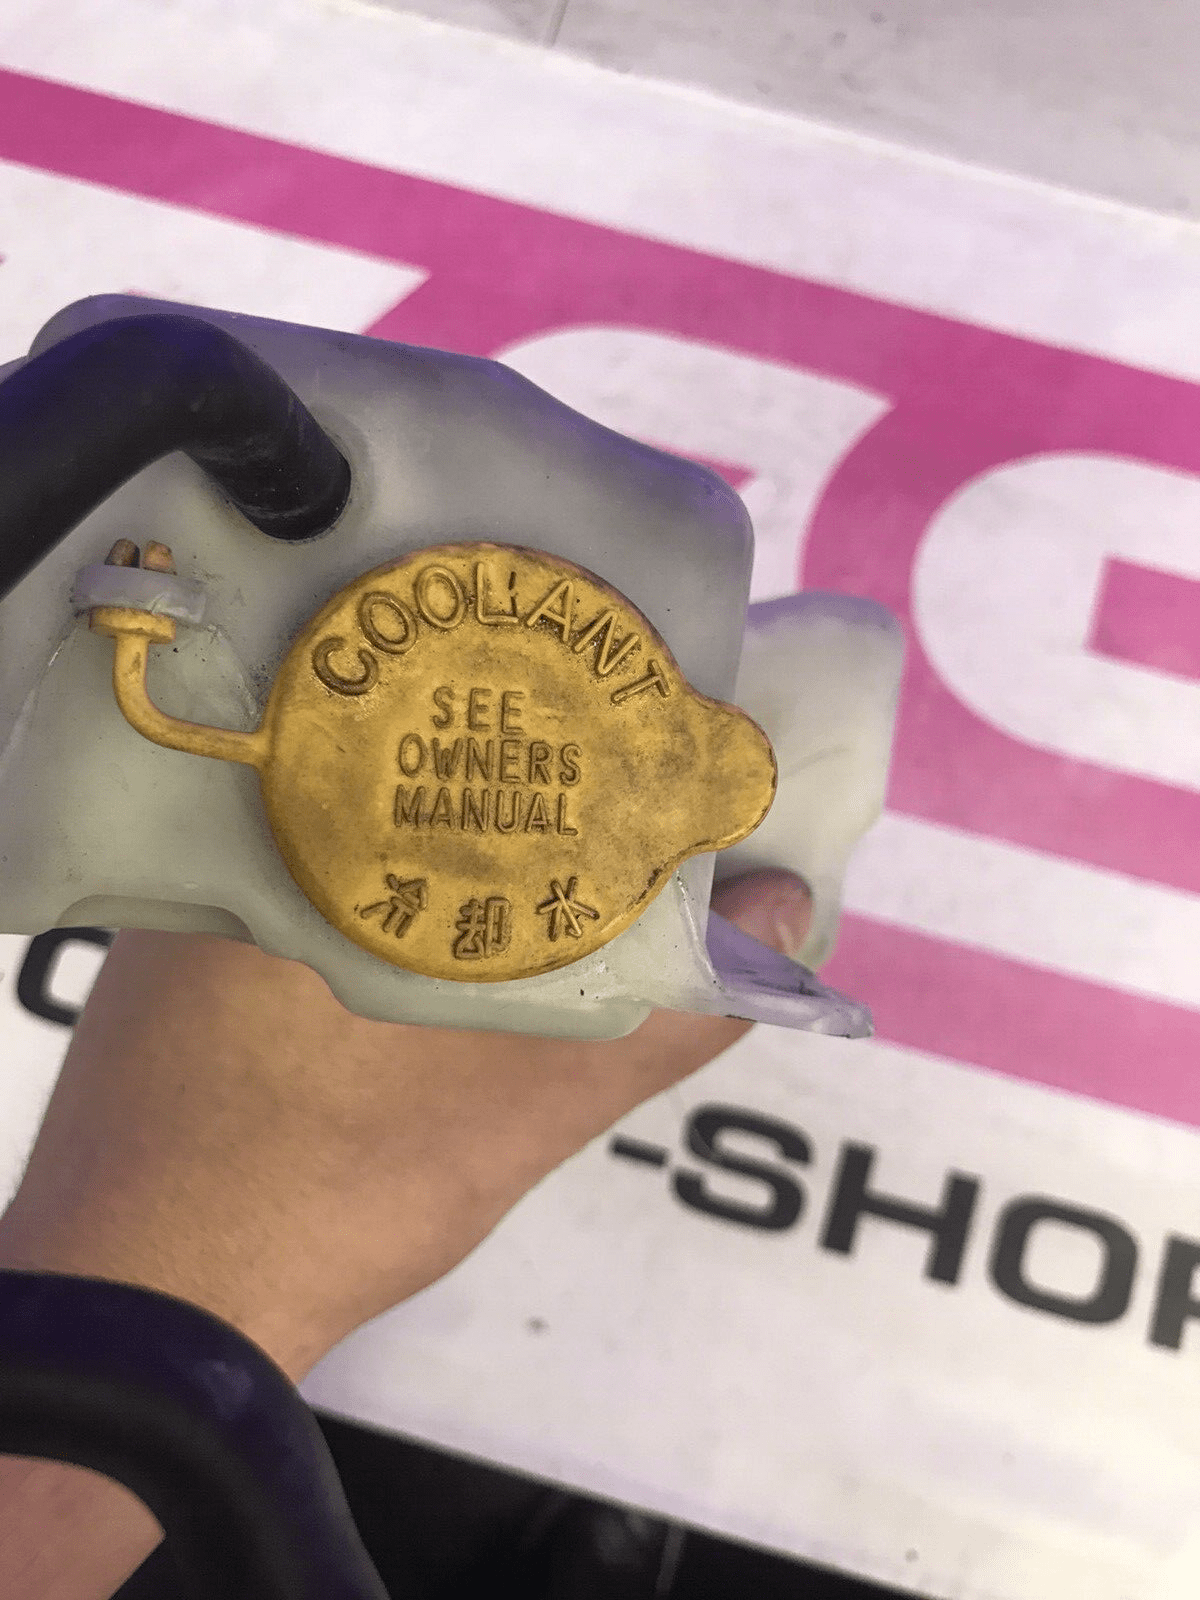 COOLANT
SEE
OWNERS
MANUAL
冷却水
-SHOP